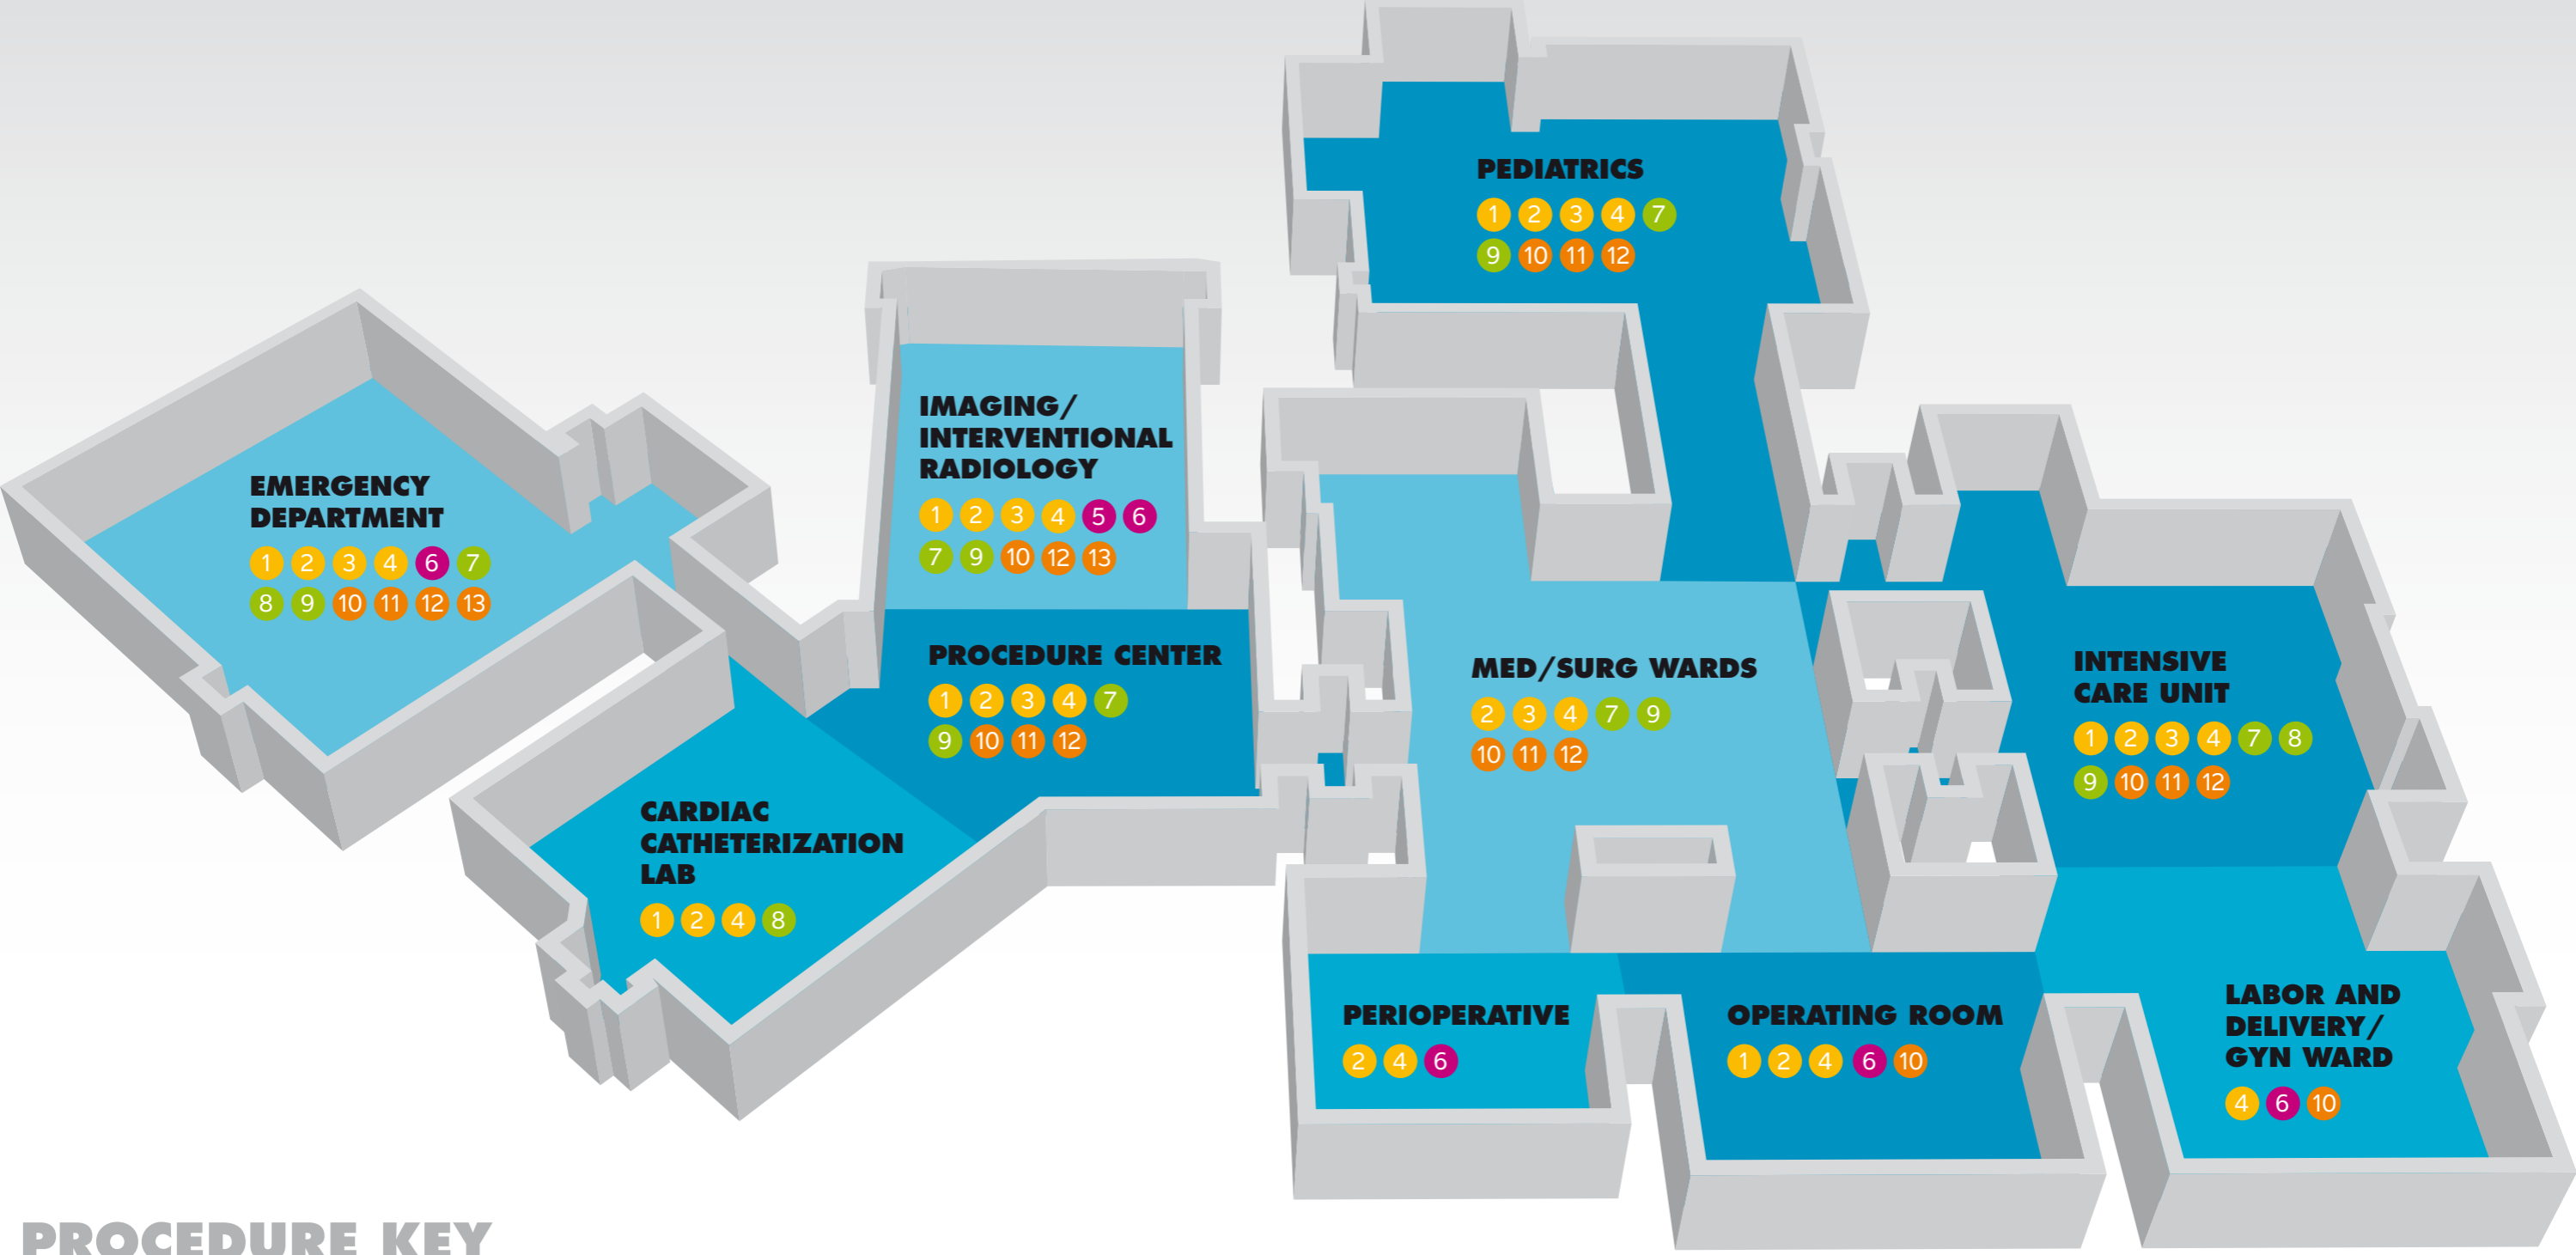 PEDIATRICS
1 2 3 4 7
9 10 11 12
IMAGING/
INTERVENTIONAL
RADIOLOGY
1 2 3 4 5 6
7 9 10 12 13
EMERGENCY
DEPARTMENT
1 2 3 4 6 7
8 9 10 11 12 13
PROCEDURE CENTER
1 2 3 4 7
9 10 11 12
MED/SURG WARDS
2 3 4 7 9
10 11 12
INTENSIVE
CARE UNIT
1 2 3 4 7 8
9 10 11 12
CARDIAC
CATHETERIZATION
LAB
1 2 4 8
PERIOPERATIVE
2 4 6
OPERATING ROOM
1 2 4 6 10
LABOR AND
DELIVERY/
GYN WARD
4 6 10
PROCEDURE KEY